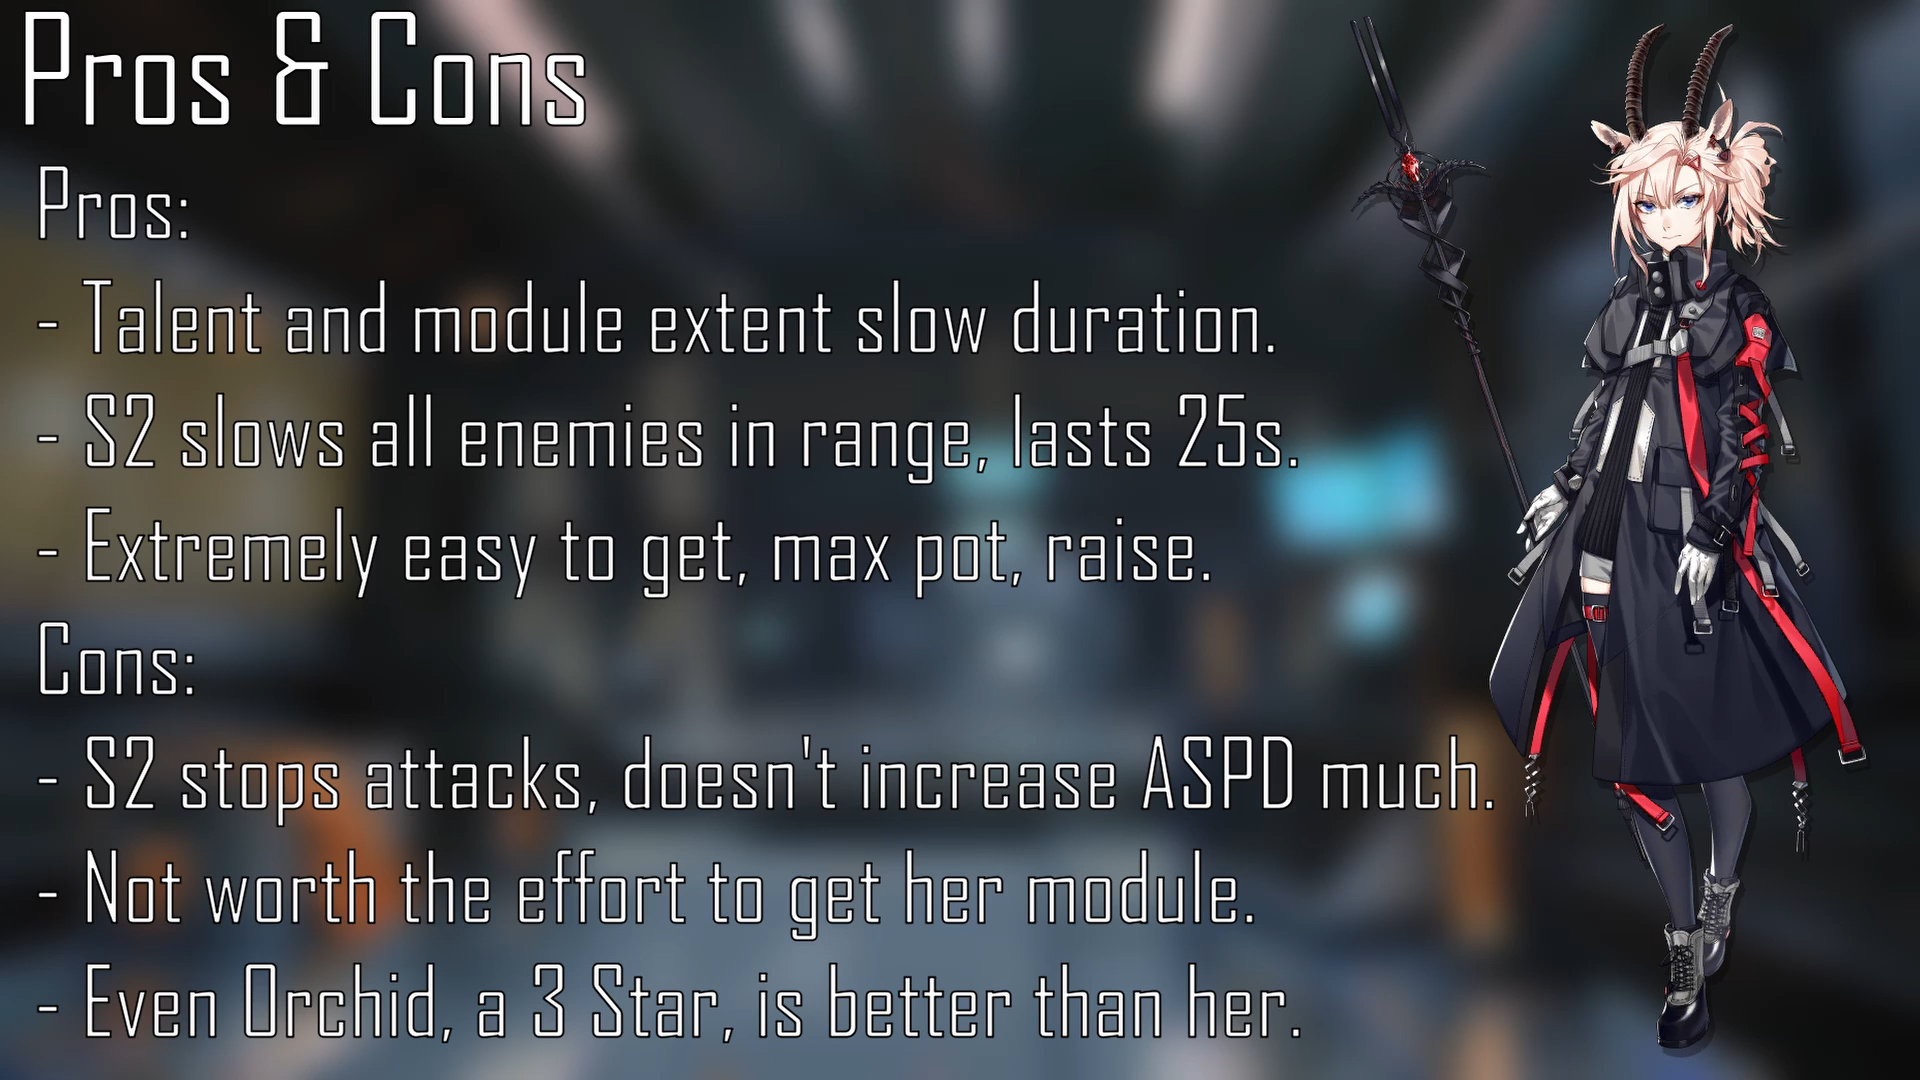 Pros & Cons
Pros:
- Talent and module extent slow duration.
- S2 slows all enemies in range, lasts 25s.
- Extremely easy to get, max pot, raise.
Cons:
- S2 stops attacks, doesn't increase ASPD much.
- Not worth the effort to get her module.
- Even Orchid, a 3 Star, is better than her.